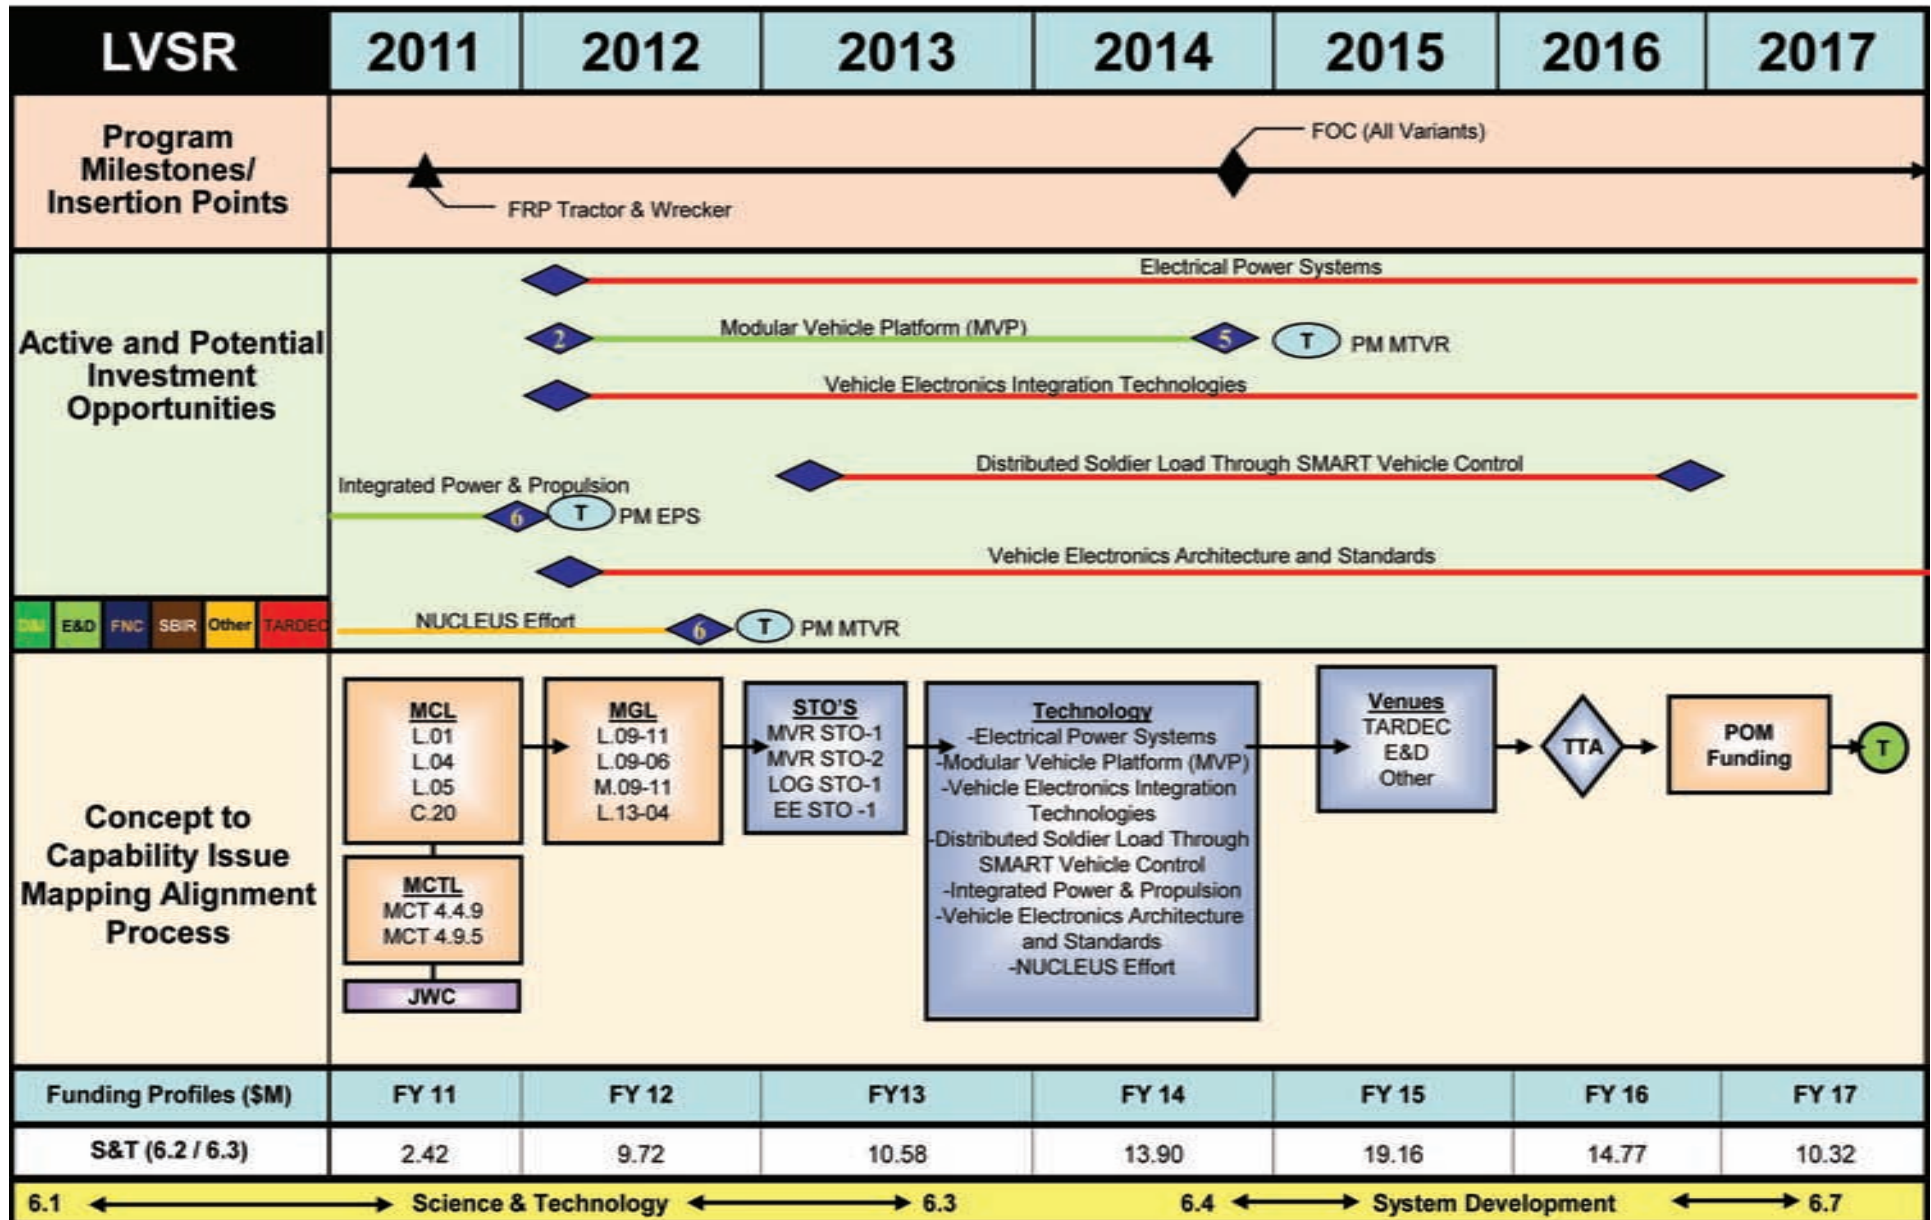 LVSR 2011 2012 2013 2014 2015 2016 2017
Program
Milestones/
Insertion Points
FOC (All Variants)
FRP Tractor & Wrecker
Active and Potential
Investment
Opportunities
Electrical Power Systems
2 Modular Vehicle Platform (MVP) 5 T PM MTVR
Vehicle Electronics Integration Technologies
Distributed Soldier Load Through SMART Vehicle Control
Integrated Power & Propulsion
6 T PM EPS
Vehicle Electronics Architecture and Standards
D&I E&D FNC SBIR Other TARDEC
NUCLEUS Effort 6 T PM MTVR
Concept to
Capability Issue
Mapping Alignment
Process
MCL
L.01
L.04
L.05
C.20
MCTL
MCT 4.4.9
MCT 4.9.5
JWC
MGL
L.09-11
L.09-06
M.09-11
L.13-04
STO'S
MVR STO-1
MVR STO-2
LOG STO-1
EE STO -1
Technology
-Electrical Power Systems
-Modular Vehicle Platform (MVP)
-Vehicle Electronics Integration
Technologies
-Distributed Soldier Load Through
SMART Vehicle Control
-Integrated Power & Propulsion
-Vehicle Electronics Architecture
and Standards
-NUCLEUS Effort
Venues
TARDEC
E&D
Other
TTA
POM
Funding
T
Funding Profiles ($M) FY 11 FY 12 FY13 FY 14 FY 15 FY 16 FY 17
S&T (6.2 / 6.3) 2.42 9.72 10.58 13.90 19.16 14.77 10.32
6.1 Science & Technology 6.3 6.4 System Development 6.7